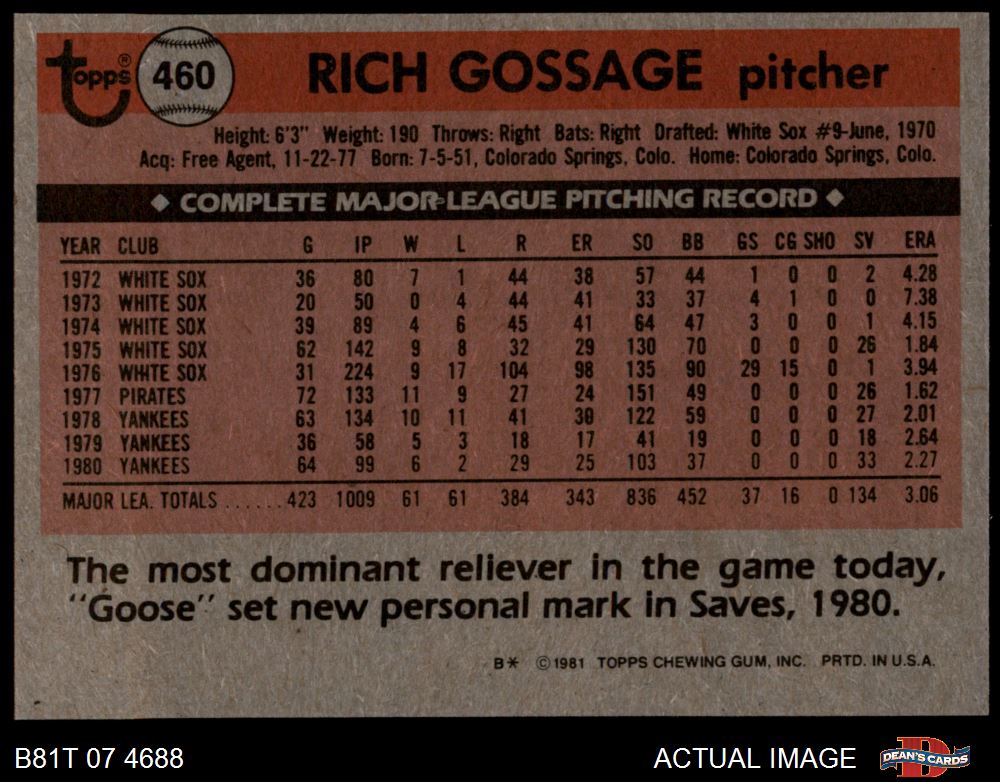 Topps® 460 RICH GOSSAGE pitcher
Height: 6'3" Weight: 190 Throws: Right Bats: Right Drafted: White Sox #9-June, 1970
Acq: Free Agent, 11-22-77 Born: 7-5-51, Colorado Springs, Colo. Home: Colorado Springs, Colo.
◆ COMPLETE MAJOR LEAGUE PITCHING RECORD ◆
YEAR CLUB G IP W L R ER SO BB GS CG SHO SV ERA
1972 WHITE SOX 36 80 7 1 44 38 57 44 1 0 0 2 4.28
1973 WHITE SOX 20 50 0 4 44 41 33 37 4 1 0 0 7.38
1974 WHITE SOX 39 89 4 6 45 41 64 47 3 0 0 1 4.15
1975 WHITE SOX 62 142 9 8 32 29 130 70 0 0 0 26 1.84
1976 WHITE SOX 31 224 9 17 104 98 135 90 29 15 0 1 3.94
1977 PIRATES 72 133 11 9 27 24 151 49 0 0 0 26 1.62
1978 YANKEES 63 134 10 11 41 30 122 59 0 0 0 27 2.01
1979 YANKEES 36 58 5 3 18 17 41 19 0 0 0 18 2.64
1980 YANKEES 64 99 6 2 29 25 103 37 0 0 0 33 2.27
MAJOR LEA. TOTALS ...... 423 1009 61 61 384 343 836 452 37 16 0 134 3.06
The most dominant reliever in the game today,
"Goose" set new personal mark in Saves, 1980.
B* ©1981 TOPPS CHEWING GUM, INC. PRTD. IN U.S.A.
B81T 07 4688 ACTUAL IMAGE DEAN'S CARDS